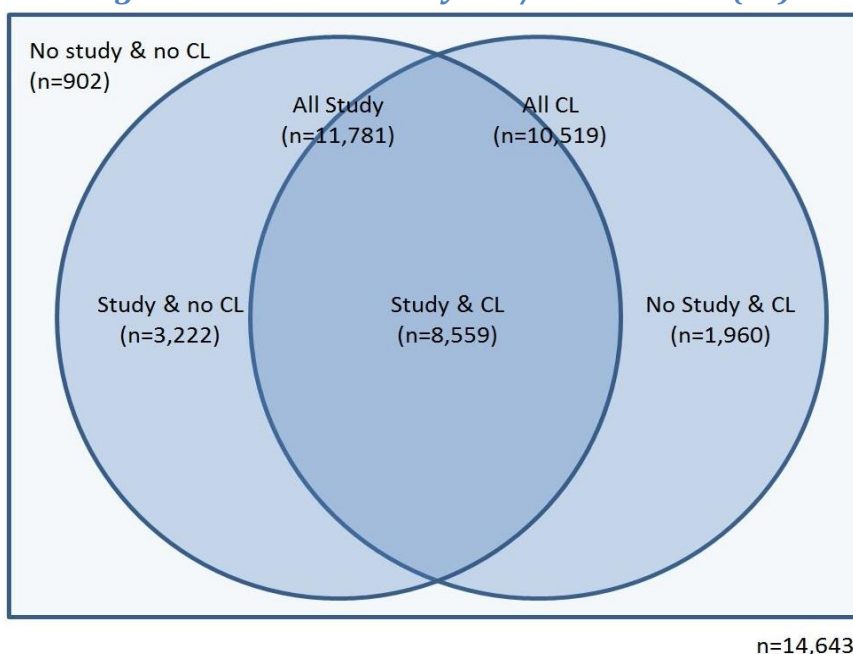 No study & no CL
(n=902)
All Study
(n=11,781)
All CL
(n=10,519)
Study & no CL
(n=3,222)
Study & CL
(n=8,559)
No Study & CL
(n=1,960)
n=14,643